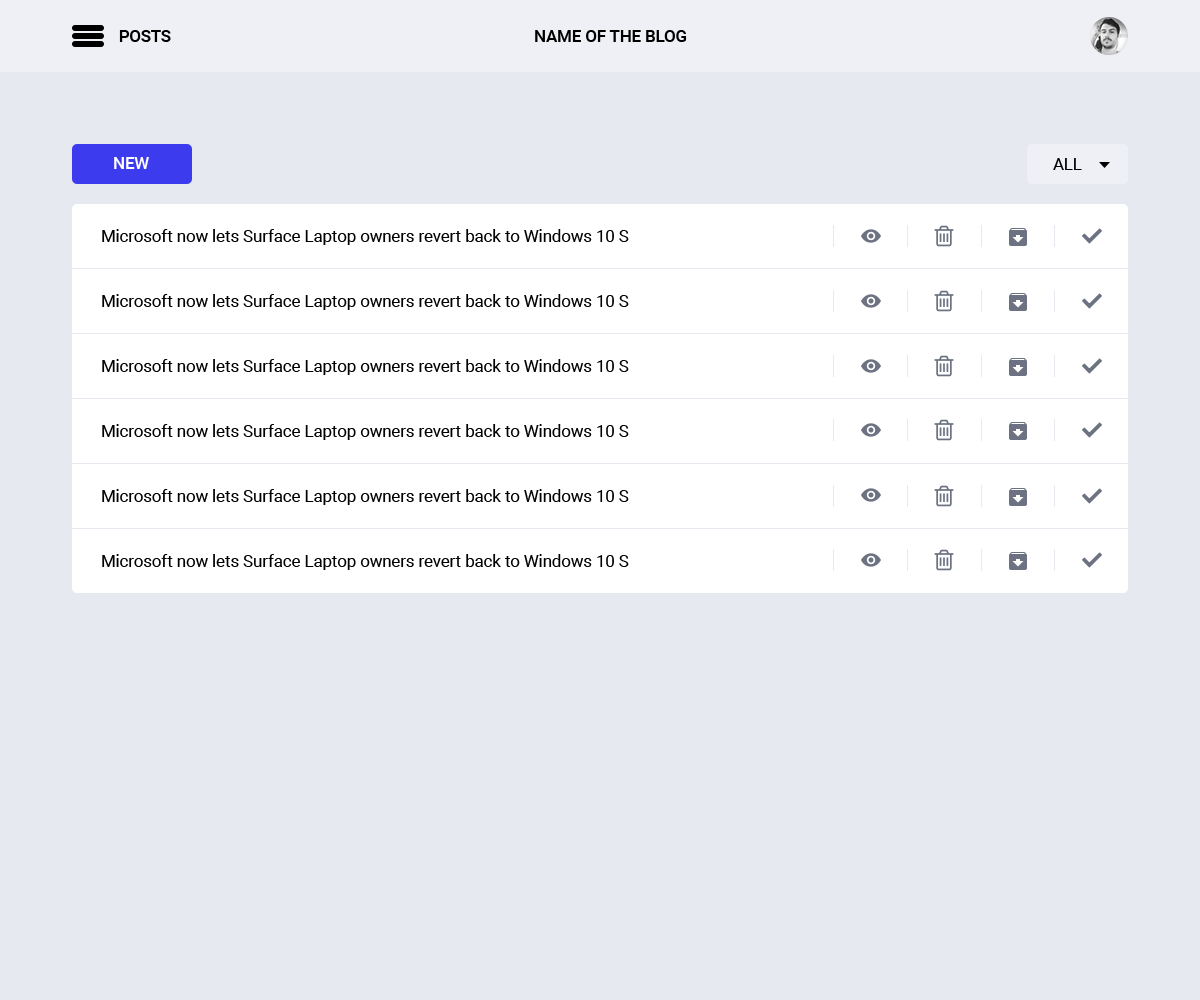 POSTS
NAME OF THE BLOG
NEW
ALL
Microsoft now lets Surface Laptop owners revert back to Windows 10 S
Microsoft now lets Surface Laptop owners revert back to Windows 10 S
Microsoft now lets Surface Laptop owners revert back to Windows 10 S
Microsoft now lets Surface Laptop owners revert back to Windows 10 S
Microsoft now lets Surface Laptop owners revert back to Windows 10 S
Microsoft now lets Surface Laptop owners revert back to Windows 10 S